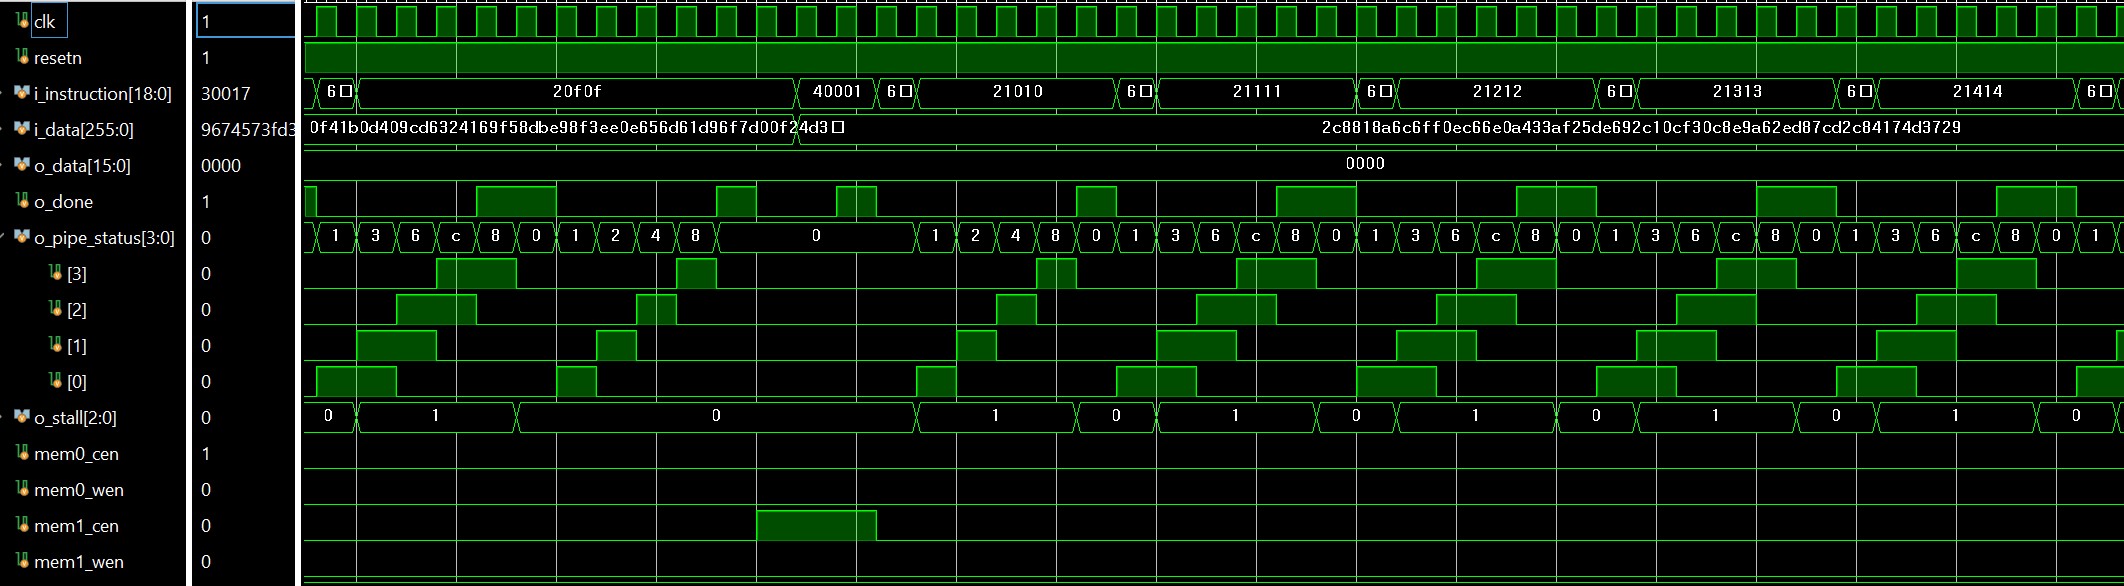 clk 1
resetn 1
i_instruction[18:0] 30017 6□ 20f0f 40001 6□ 21010 6□ 21111 6□ 21212 6□ 21313 6□ 21414 6□
i_data[255:0] 9674573fd3 0f41b0d409cd6324169f58dbe98f3ee0e656d61d96f7d00f24d3□ 2c8818a6c6ff0ec66e0a433af25de692c10cf30c8e9a62ed87cd2c84174d3729
o_data[15:0] 0000 0000
o_done 1
o_pipe_status[3:0] 0 1 3 6 c 8 0 1 2 4 8 0 1 2 4 8 0 1 3 6 c 8 0 1 3 6 c 8 0 1 3 6 c 8 0 1 3 6 c 8 0 1
[3] 0
[2] 0
[1] 0
[0] 0
o_stall[2:0] 0 0 1 0 1 0 1 0 1 0 1 0 1 0
mem0_cen 1
mem0_wen 0
mem1_cen 0
mem1_wen 0